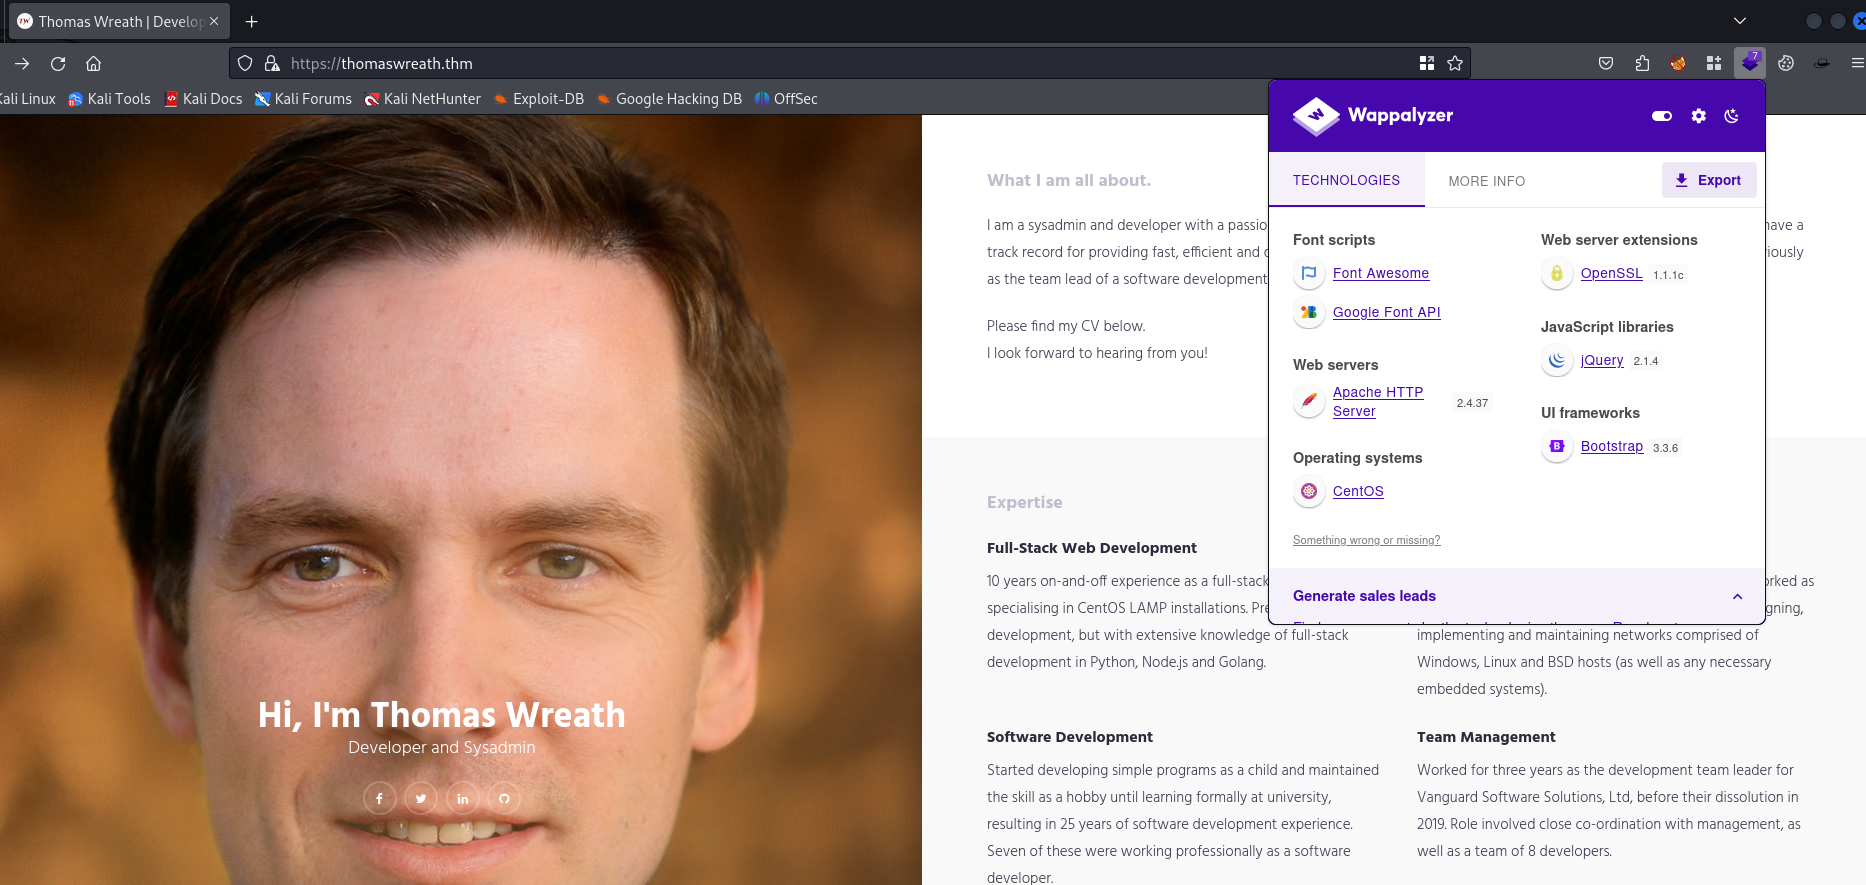 Thomas Wreath | Develop
https://thomaswreath.thm
7
Kali Linux
Kali Tools
Kali Docs
Kali Forums
Kali NetHunter
Exploit-DB
Google Hacking DB
OffSec
Hi, I'm Thomas Wreath
Developer and Sysadmin
What I am all about.
I am a sysadmin and developer with a passio
have a
track record for providing fast, efficient and
as the team lead of a software development
Please find my CV below.
I look forward to hearing from you!
Expertise
Full-Stack Web Development
10 years on-and-off experience as a full-stack
specialising in CentOS LAMP installations. Pre
development, but with extensive knowledge of full-stack
development in Python, Node.js and Golang.
orked as
implementing and maintaining networks comprised of
Windows, Linux and BSD hosts (as well as any necessary
embedded systems).
Software Development
Started developing simple programs as a child and maintained
the skill as a hobby until learning formally at university,
resulting in 25 years of software development experience.
Seven of these were working professionally as a software
developer.
Team Management
Worked for three years as the development team leader for
Vanguard Software Solutions, Ltd, before their dissolution in
2019. Role involved close co-ordination with management, as
well as a team of 8 developers.
Wappalyzer
TECHNOLOGIES
MORE INFO
Export
Font scripts
Font Awesome
Google Font API
Web servers
Apache HTTP
Server
2.4.37
Operating systems
CentOS
Something wrong or missing?
Web server extensions
OpenSSL 1.1.1c
JavaScript libraries
jQuery 2.1.4
UI frameworks
Bootstrap 3.3.6
Generate sales leads